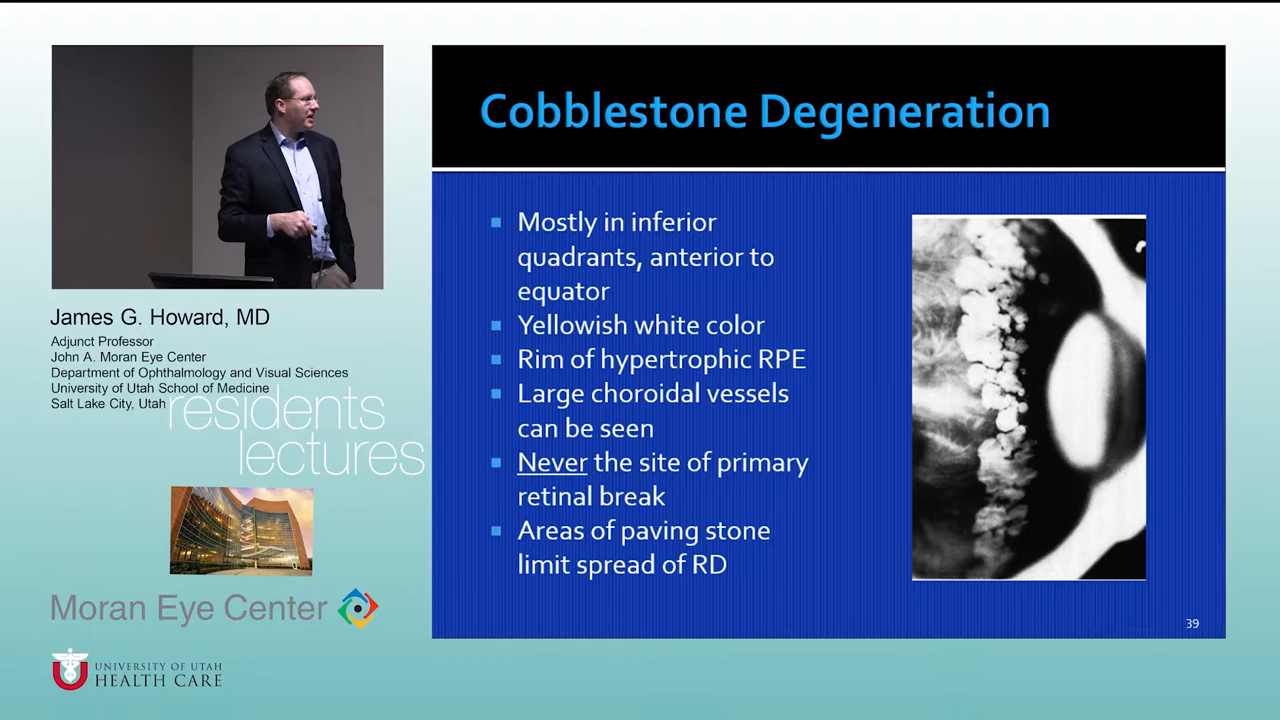 James G. Howard, MD
Adjunct Professor
John A. Moran Eye Center
Department of Ophthalmology and Visual Sciences
University of Utah School of Medicine
Salt Lake City, Utah
residents
lectures
Moran Eye Center
UNIVERSITY OF UTAH
HEALTH CARE
Cobblestone Degeneration
Mostly in inferior
quadrants, anterior to
equator
Yellowish white color
Rim of hypertrophic RPE
Large choroidal vessels
can be seen
Never the site of primary
retinal break
Areas of paving stone
limit spread of RD
39